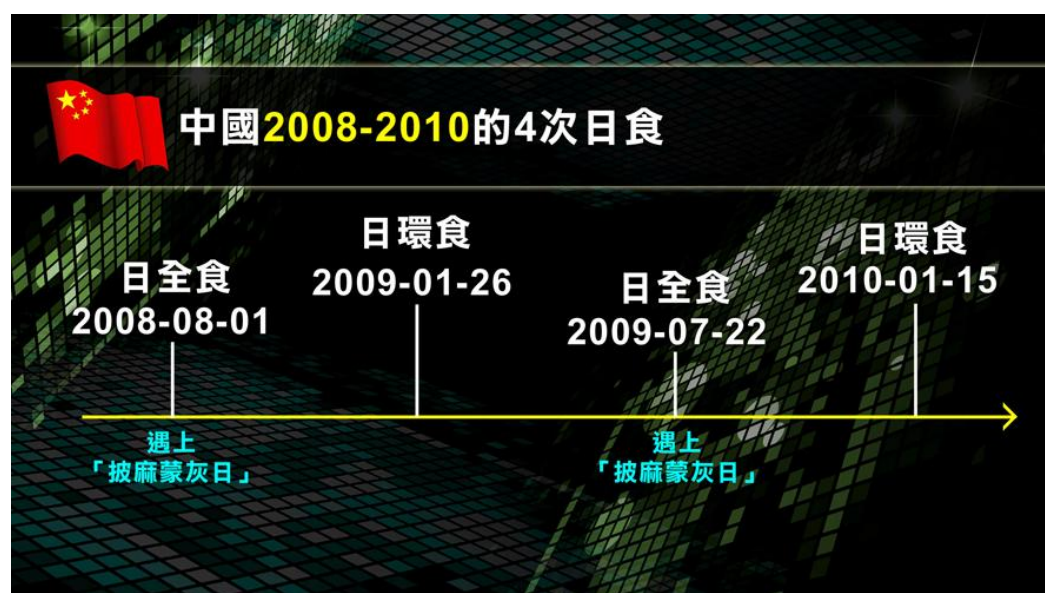 中國2008-2010的4次日食
日全食
2008-08-01
遇上
「披麻蒙灰日」
日環食
2009-01-26
日全食
2009-07-22
遇上
「披麻蒙灰日」
日環食
2010-01-15